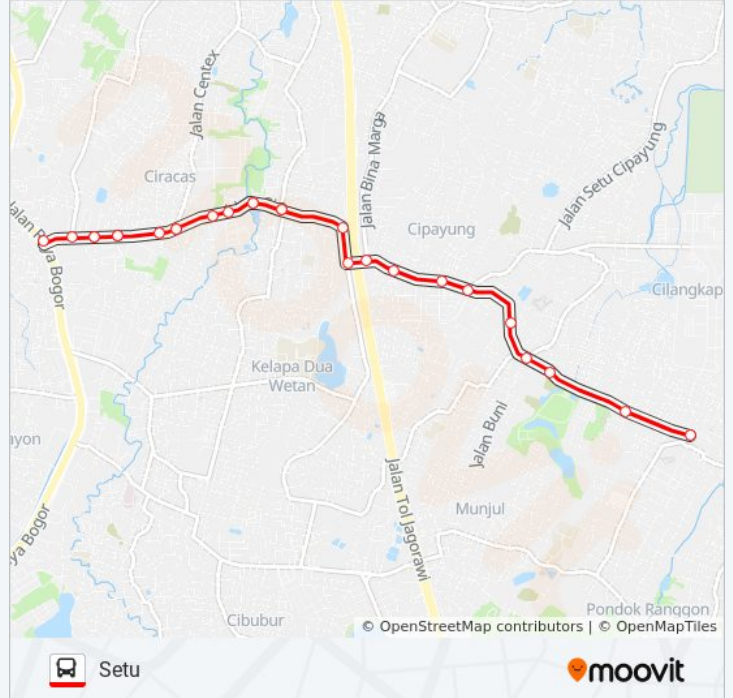 Jalan Centex
Jalan Bina Marga
Jalan Setu Cipayung
Ciracas
Cipayung
Jalan Raya Bogor
Cilangkap
Kelapa Dua
Wetan
Jalan Buni
ayon
Jalan Tol Jagorawi
Munjul
ya Bogor
Cibubur
Pondok Ranggon
© OpenStreetMap contributors | © OpenMapTiles
Setu
moovit